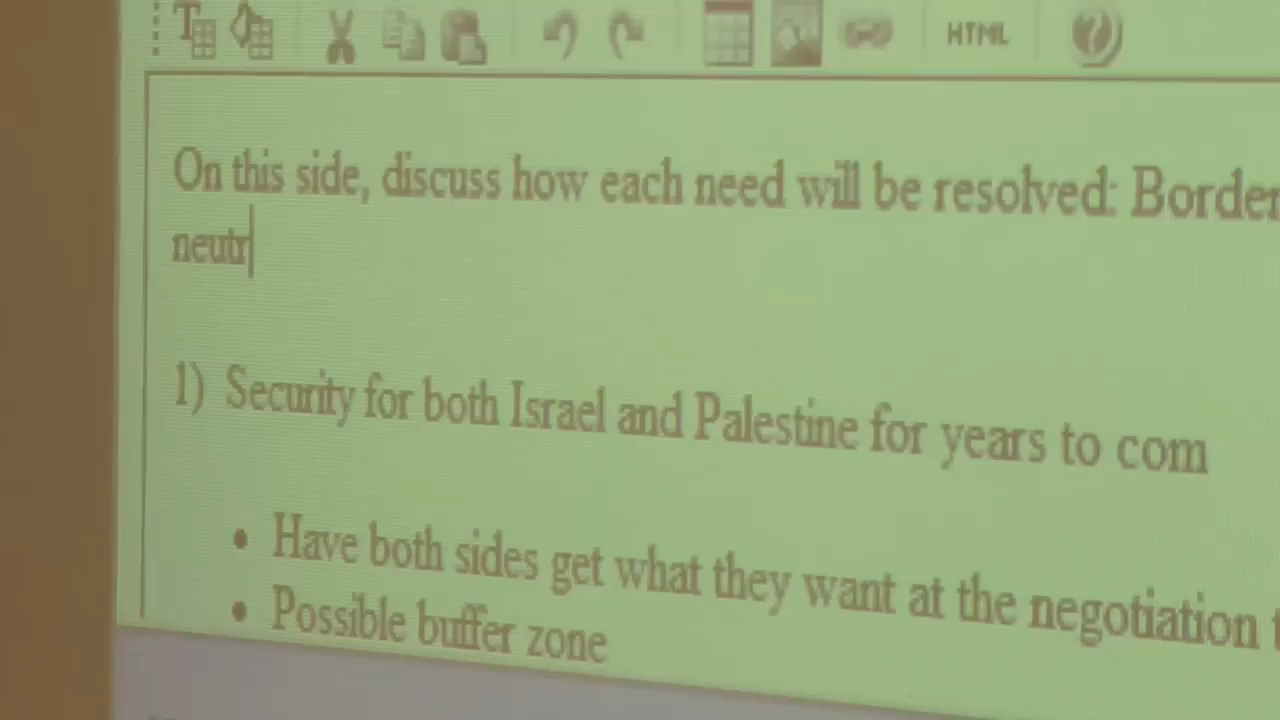 HTML
On this side, discuss how each need will be resolved: Border
neutr
1) Security for both Israel and Palestine for years to com
• Have both sides get what they want at the negotiation
• Possible buffer zone